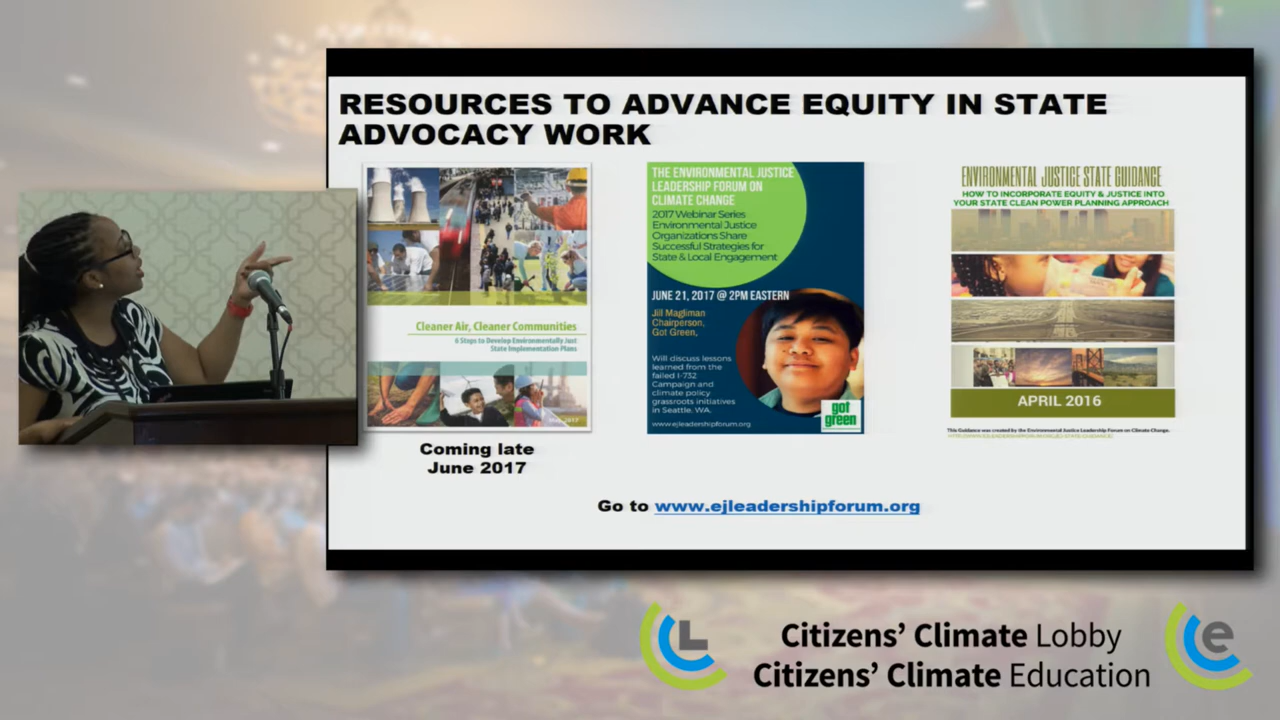 RESOURCES TO ADVANCE EQUITY IN STATE
ADVOCACY WORK
Cleaner Air, Cleaner Communities
6 Steps to Develop Environmentally Just
State Implementation Plans
Coming late
June 2017
THE ENVIRONMENTAL JUSTICE
LEADERSHIP FORUM ON
CLIMATE CHANGE
2017 Webinar Series
Environmental Justice
Organizations Share
Successful Strategies for
State & Local Engagement
JUNE 21, 2017 @ 2PM EASTERN
Jill Magliman
Chairperson,
Got Green,
Will discuss lessons
learned from the
failed I-732
Campaign and
climate policy
grassroots initiatives
in Seattle, WA.
www.ejleadershipforum.org
got
green
ENVIRONMENTAL JUSTICE STATE GUIDANCE
HOW TO INCORPORATE EQUITY & JUSTICE INTO
YOUR STATE CLEAN POWER PLANNING APPROACH
APRIL 2016
This Guidance was created by the Environmental Justice Leadership Forum on Climate Change.
Go to www.ejleadershipforum.org
L
Citizens' Climate Lobby
Citizens' Climate Education
e